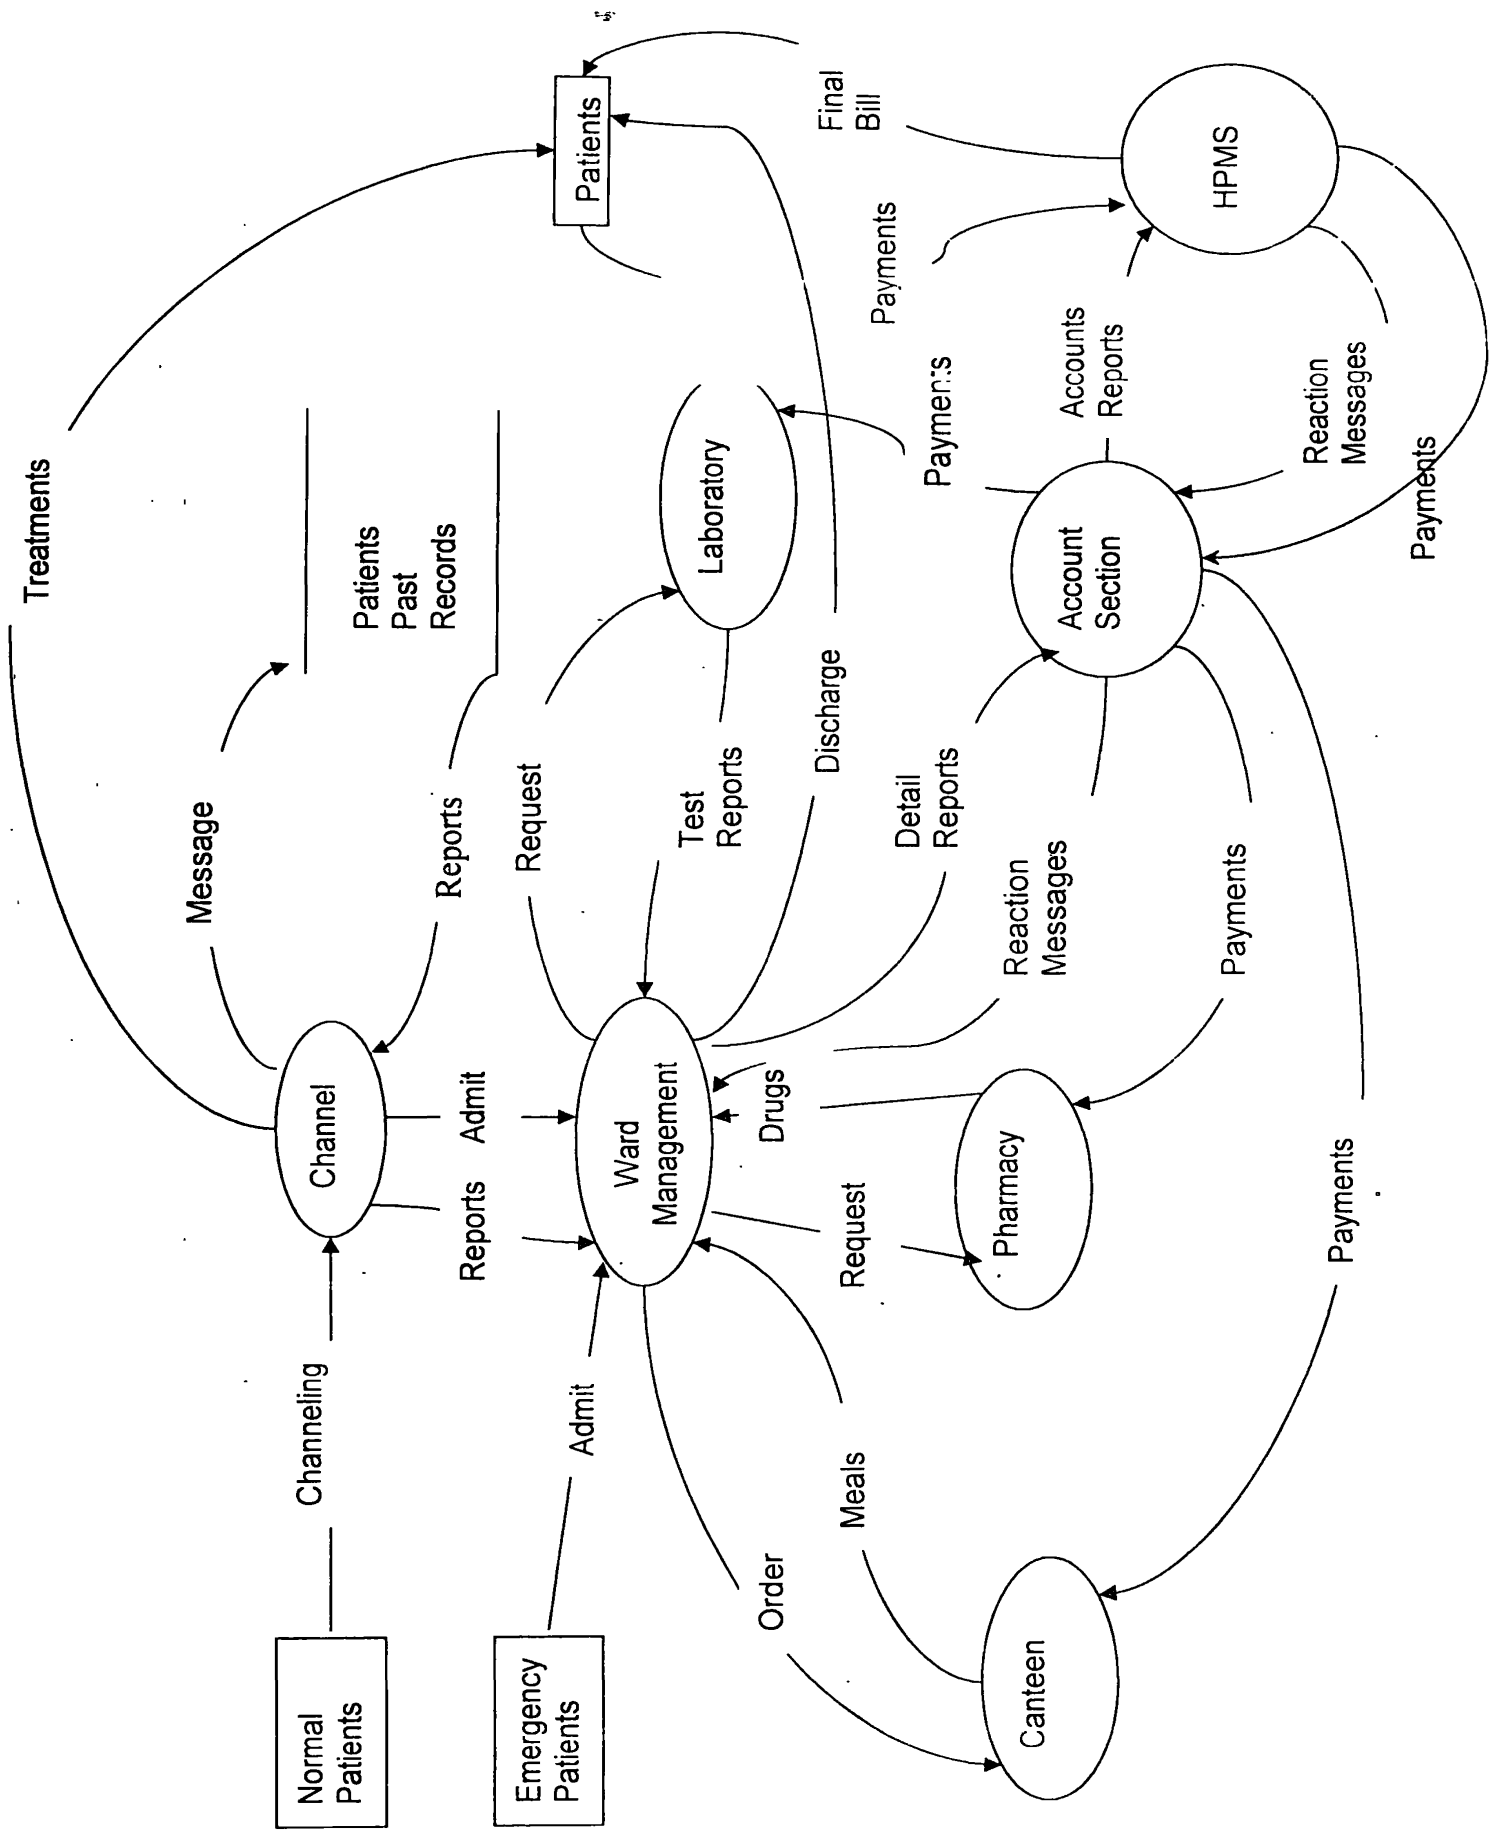 Treatments
Message
Patients
Past
Records
Reports
Channeling
Channel
Normal
Patients
Reports
Admit
Request
Test
Reports
Laboratory
Patients
Emergency
Patients
Admit
Ward
Management
Discharge
Final
Bill
Drugs
Detail
Reports
Payments
Payments
Order
Meals
Request
Reaction
Messages
Accounts
Reports
HPMS
Pharmacy
Account
Section
Canteen
Payments
Reaction
Messages
Payments
Payments